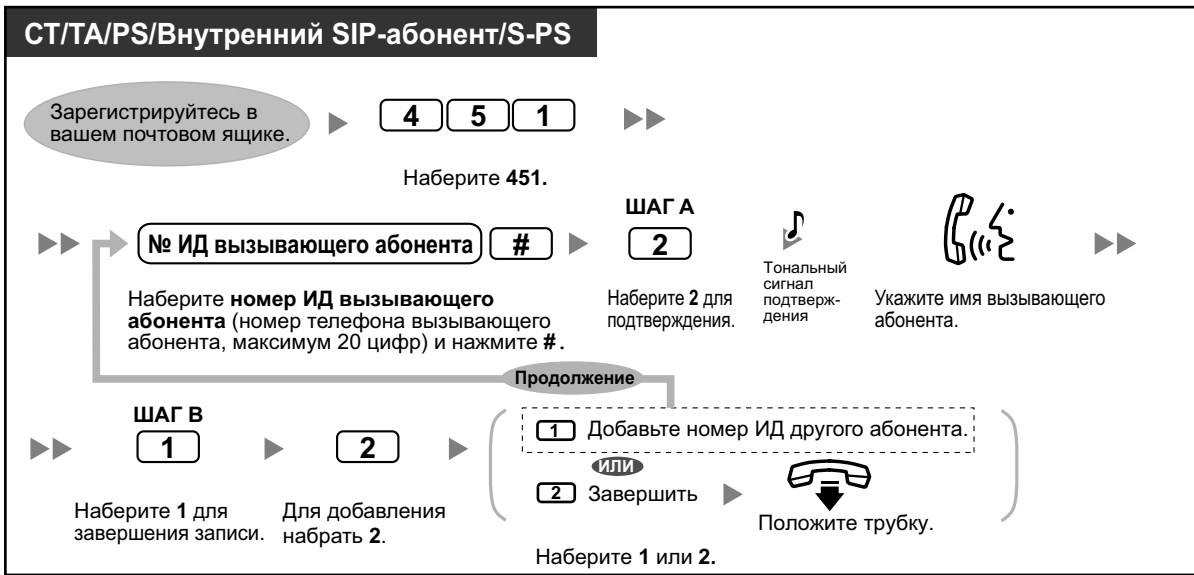 CT/TA/PS/Внутренний SIP-абонент/S-PS
Зарегистрируйтесь в
вашем почтовом ящике.
4 5 1
Наберите 451.
№ ИД вызывающего абонента #
Наберите номер ИД вызывающего
абонента (номер телефона вызывающего
абонента, максимум 20 цифр) и нажмите #.
ШАГ A
2
Наберите 2 для
подтверждения.
Тональный
сигнал
подтверж-
дения
Укажите имя вызывающего
абонента.
Продолжение
ШАГ B
1
Наберите 1 для
завершения записи.
2
Для добавления
набрать 2.
1 Добавьте номер ИД другого абонента.
ИЛИ
2 Завершить
Положите трубку.
Наберите 1 или 2.